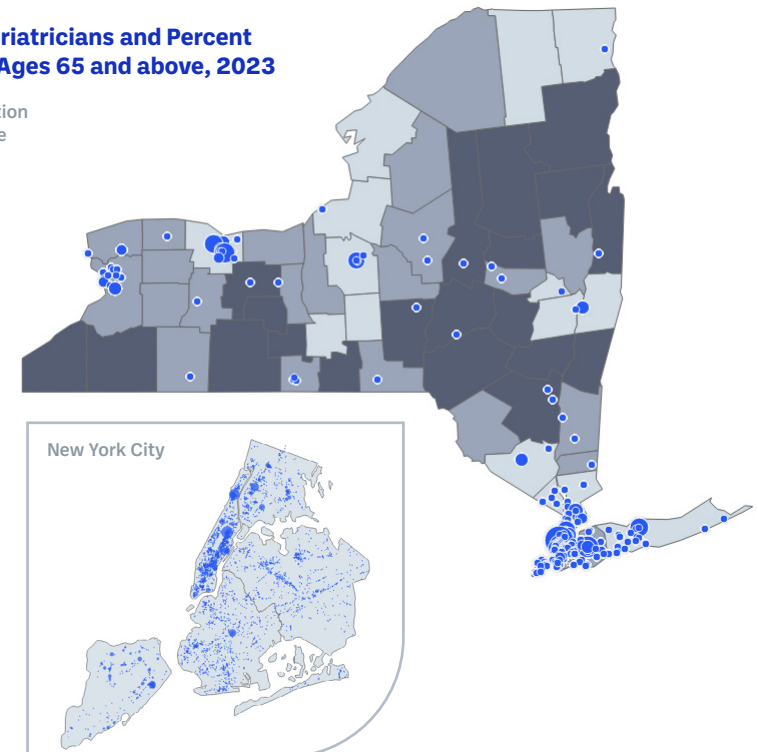 riatricians and Percent
Ages 65 and above, 2023
tion
e
New York City